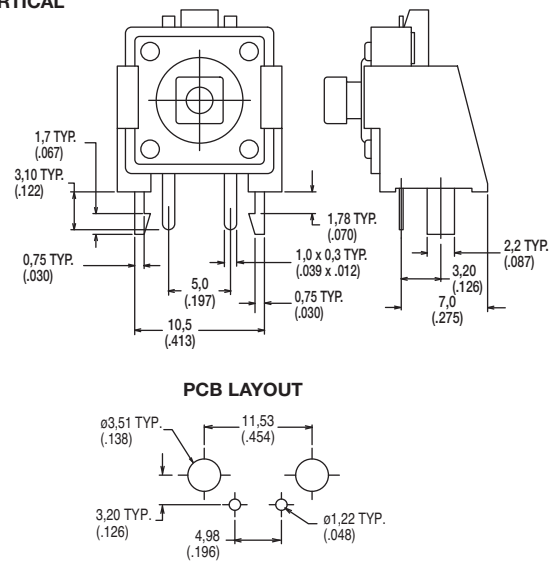 RTICAL
1,7 TYP.
(.067)
3,10 TYP.
(.122)
0,75 TYP.
(.030)
5,0
(.197)
10,5
(.413)
1,78 TYP.
(.070)
1,0 x 0,3 TYP.
(.039 x .012)
0,75 TYP.
(.030)
2,2 TYP.
(.087)
3,20
(.126)
7,0
(.275)
PCB LAYOUT
ø3,51 TYP.
(.138)
11,53
(.454)
3,20 TYP.
(.126)
4,98
(.196)
ø1,22 TYP.
(.048)